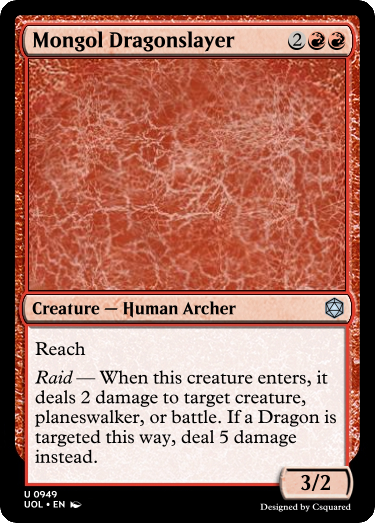 Mongol Dragonslayer 2
Creature — Human Archer
Reach
Raid — When this creature enters, it
deals 2 damage to target creature,
planeswalker, or battle. If a Dragon is
targeted this way, deal 5 damage
instead.
3/2
U 0949
UOL • EN
Designed by Csquared